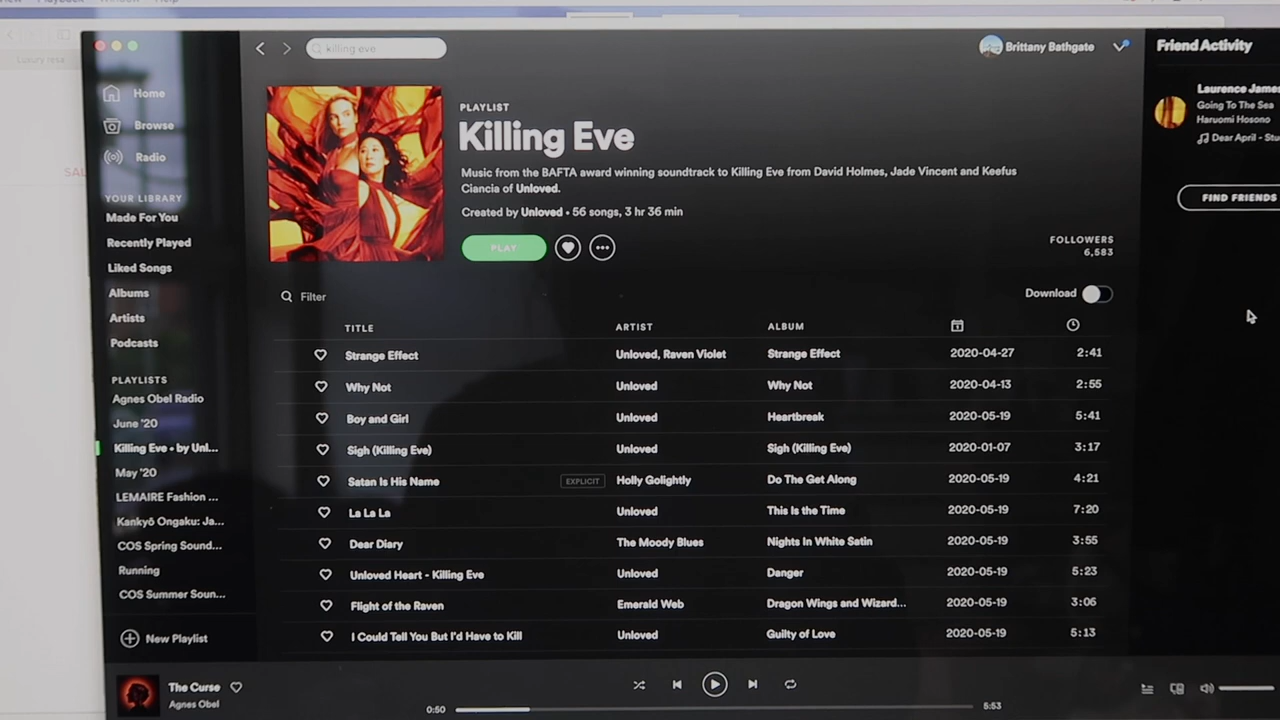 Playback
Window
Help
Luxury resa
SAL
killing eve
Brittany Bathgate
Friend Activity
Home
Browse
Radio
YOUR LIBRARY
Made For You
Recently Played
Liked Songs
Albums
Artists
Podcasts
PLAYLISTS
Agnes Obel Radio
June '20
Killing Eve • by Unl...
May '20
LEMAIRE Fashion ...
Kankyō Ongaku: Ja...
COS Spring Sound...
Running
COS Summer Soun...
New Playlist
PLAYLIST
Killing Eve
Music from the BAFTA award winning soundtrack to Killing Eve from David Holmes, Jade Vincent and Keefus
Ciancia of Unloved.
Created by Unloved • 56 songs, 3 hr 36 min
PLAY
FOLLOWERS
6,583
Filter
Download
TITLE ARTIST ALBUM
Strange Effect Unloved, Raven Violet Strange Effect 2020-04-27 2:41
Why Not Unloved Why Not 2020-04-13 2:55
Boy and Girl Unloved Heartbreak 2020-05-19 5:41
Sigh (Killing Eve) Unloved Sigh (Killing Eve) 2020-01-07 3:17
Satan Is His Name EXPLICIT Holly Golightly Do The Get Along 2020-05-19 4:21
La La La Unloved This Is the Time 2020-05-19 7:20
Dear Diary The Moody Blues Nights In White Satin 2020-05-19 3:55
Unloved Heart - Killing Eve Unloved Danger 2020-05-19 5:23
Flight of the Raven Emerald Web Dragon Wings and Wizard... 2020-05-19 3:06
I Could Tell You But I'd Have to Kill Unloved Guilty of Love 2020-05-19 5:13
Laurence James
Going To The Sea
Haruomi Hosono
Dear April - Stu
FIND FRIENDS
The Curse
Agnes Obel
0:50
5:53